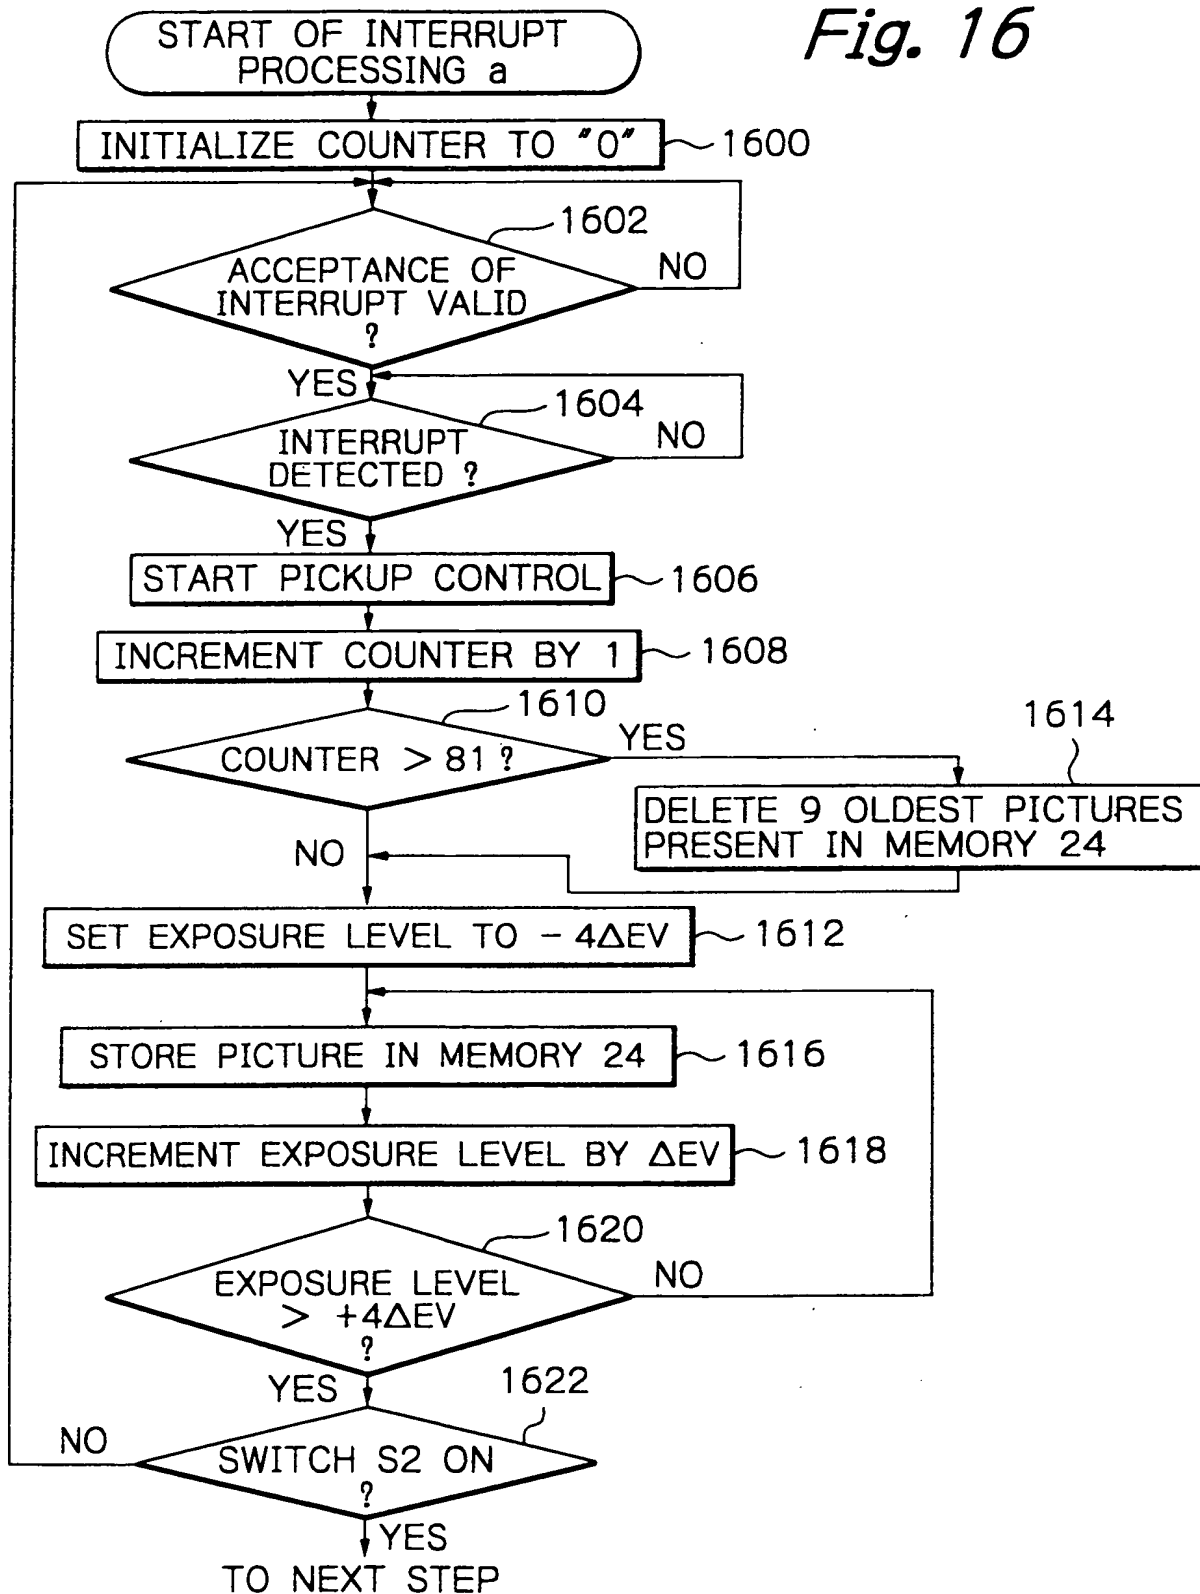 Fig. 16
START OF INTERRUPT
PROCESSING a
INITIALIZE COUNTER TO "0"
1600
1602
ACCEPTANCE OF
INTERRUPT VALID
?
NO
YES
1604
INTERRUPT
DETECTED ?
NO
YES
START PICKUP CONTROL
1606
INCREMENT COUNTER BY 1
1608
1610
COUNTER > 81 ?
YES
1614
DELETE 9 OLDEST PICTURES
PRESENT IN MEMORY 24
NO
SET EXPOSURE LEVEL TO - 4ΔEV
1612
STORE PICTURE IN MEMORY 24
1616
INCREMENT EXPOSURE LEVEL BY ΔEV
1618
1620
EXPOSURE LEVEL
> +4ΔEV
?
NO
YES
1622
NO
SWITCH S2 ON
?
YES
TO NEXT STEP